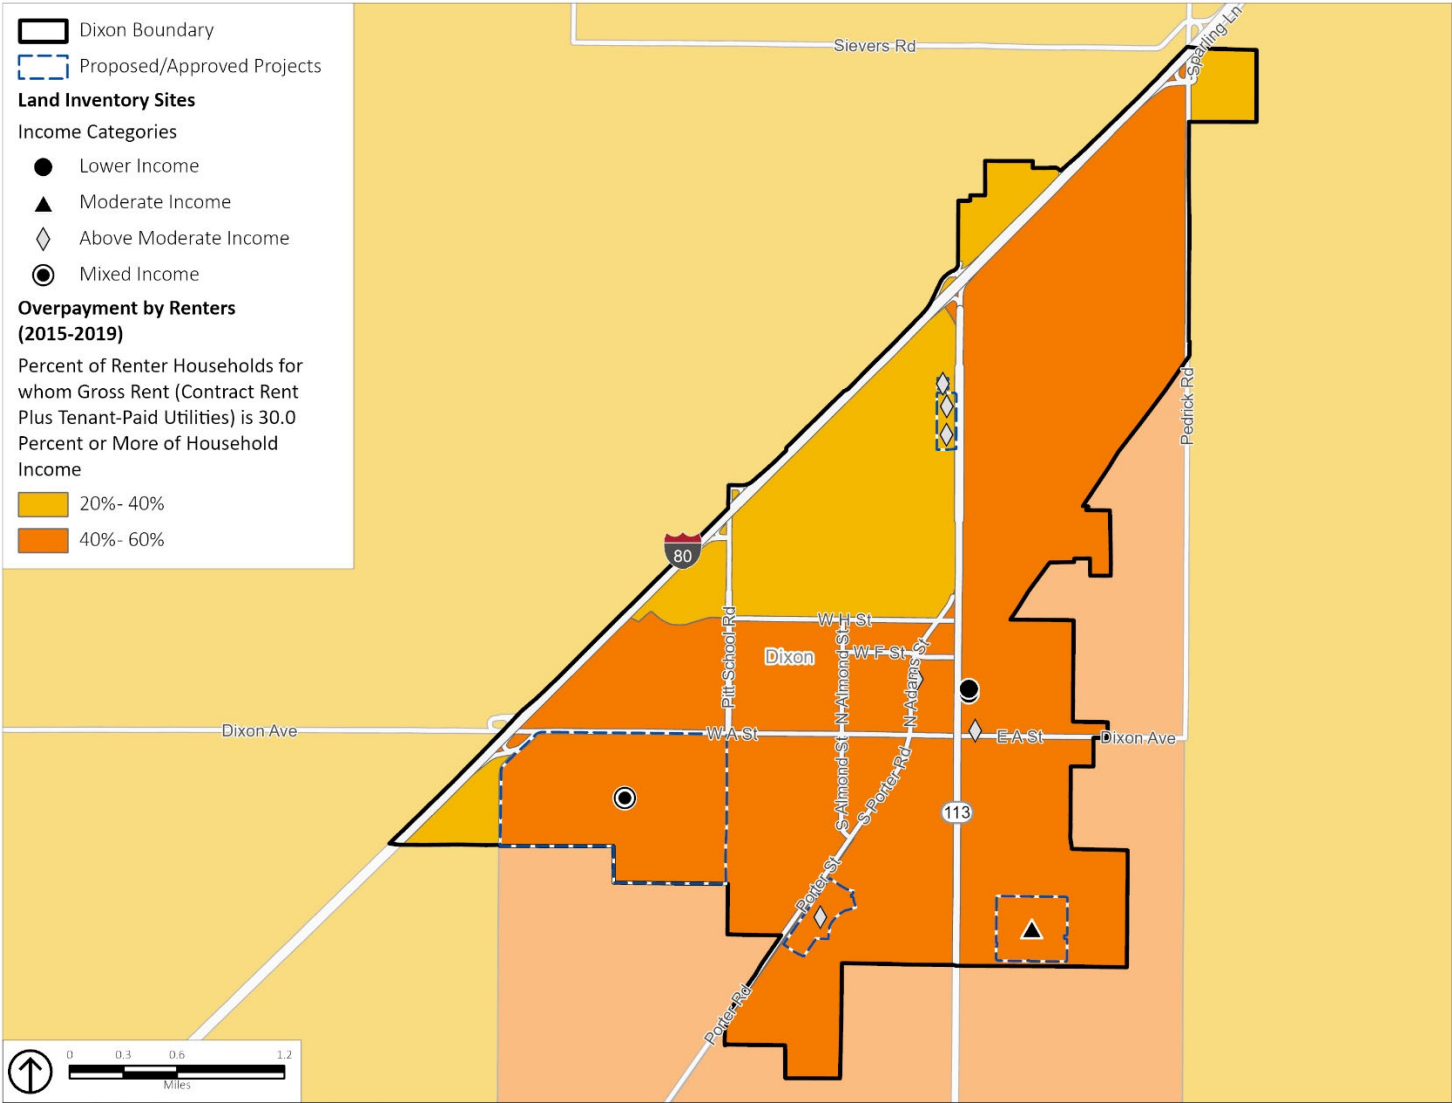 Dixon Boundary
Proposed/Approved Projects
Land Inventory Sites
Income Categories
Lower Income
Moderate Income
Above Moderate Income
Mixed Income
Overpayment by Renters
(2015-2019)
Percent of Renter Households for
whom Gross Rent (Contract Rent
Plus Tenant-Paid Utilities) is 30.0
Percent or More of Household
Income
20%- 40%
40%- 60%
Sievers Rd
Sparling Ln
Pedrick Rd
80
Pitt School Rd
W H St
Dixon
W F St
N Almond St
N Adams St
Dixon Ave
W A St
E A St
Dixon Ave
S Almond St
S Porter Rd
113
Porter St
Porter Rd
0 0.3 0.6 1.2
Miles